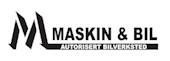 M MASKIN & BIL
AUTORISERT BILVERKSTED